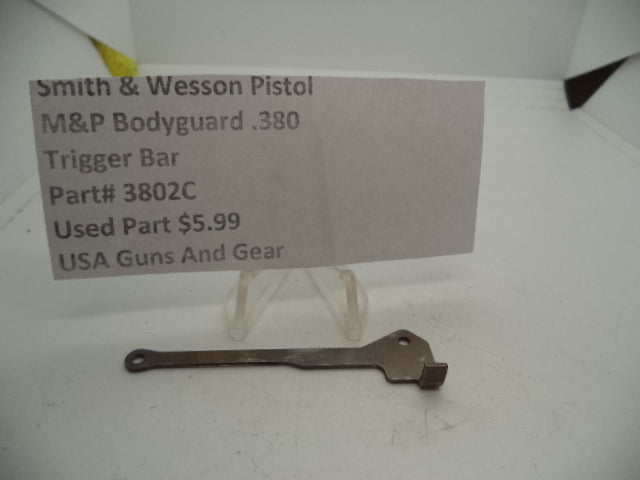 Smith & Wesson Pistol
M&P Bodyguard .380
Trigger Bar
Part# 3802C
Used Part $5.99
USA Guns And Gear